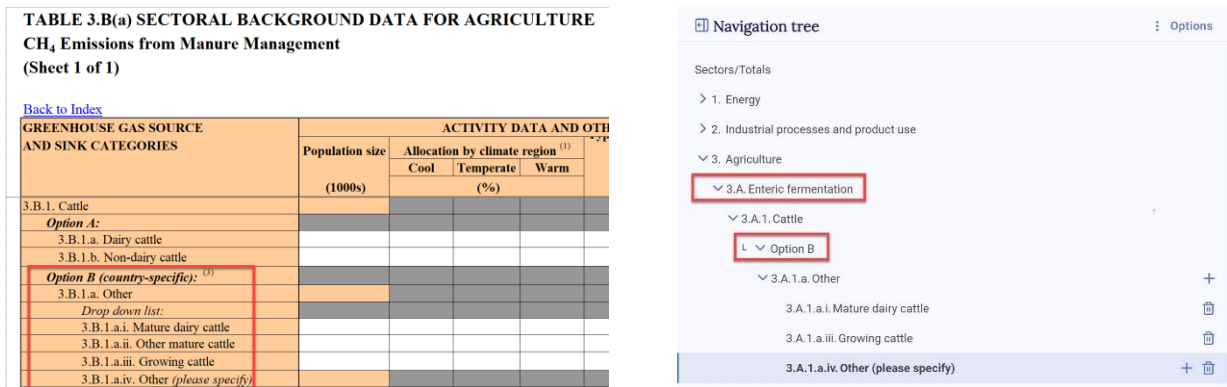 TABLE 3.B(a) SECTORAL BACKGROUND DATA FOR AGRICULTURE
CH₄ Emissions from Manure Management
(Sheet 1 of 1)
Back to Index
GREENHOUSE GAS SOURCE
AND SINK CATEGORIES
ACTIVITY DATA AND OTH
Population size
(1000s)
Allocation by climate region (1)
Cool Temperate Warm
(%)
3.B.1. Cattle
Option A:
3.B.1.a. Dairy cattle
3.B.1.b. Non-dairy cattle
Option B (country-specific): (3)
3.B.1.a. Other
Drop down list:
3.B.1.a.i. Mature dairy cattle
3.B.1.a.ii. Other mature cattle
3.B.1.a.iii. Growing cattle
3.B.1.a.iv. Other (please specify)
Navigation tree
Options
Sectors/Totals
1. Energy
2. Industrial processes and product use
3. Agriculture
3.A. Enteric fermentation
3.A.1. Cattle
Option B
3.A.1.a. Other
3.A.1.a.i. Mature dairy cattle
3.A.1.a.iii. Growing cattle
3.A.1.a.iv. Other (please specify)